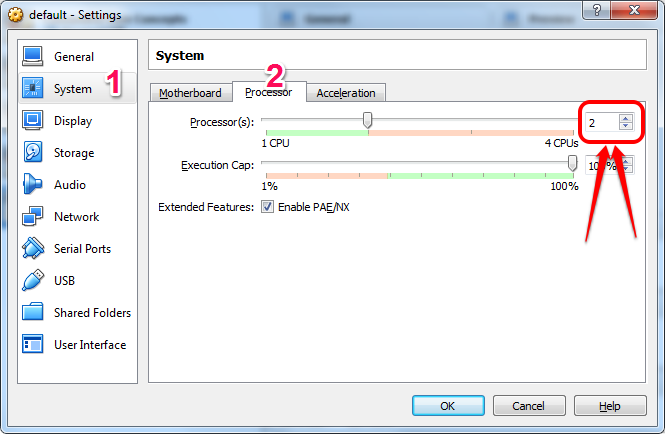 default - Settings
General
System
1
Display
Storage
Audio
Network
Serial Ports
USB
Shared Folders
User Interface
System
2
Motherboard Processor Acceleration
Processor(s): 2
1 CPU 4 CPUs
Execution Cap:
1% 100%
Extended Features: Enable PAE/NX
OK Cancel Help